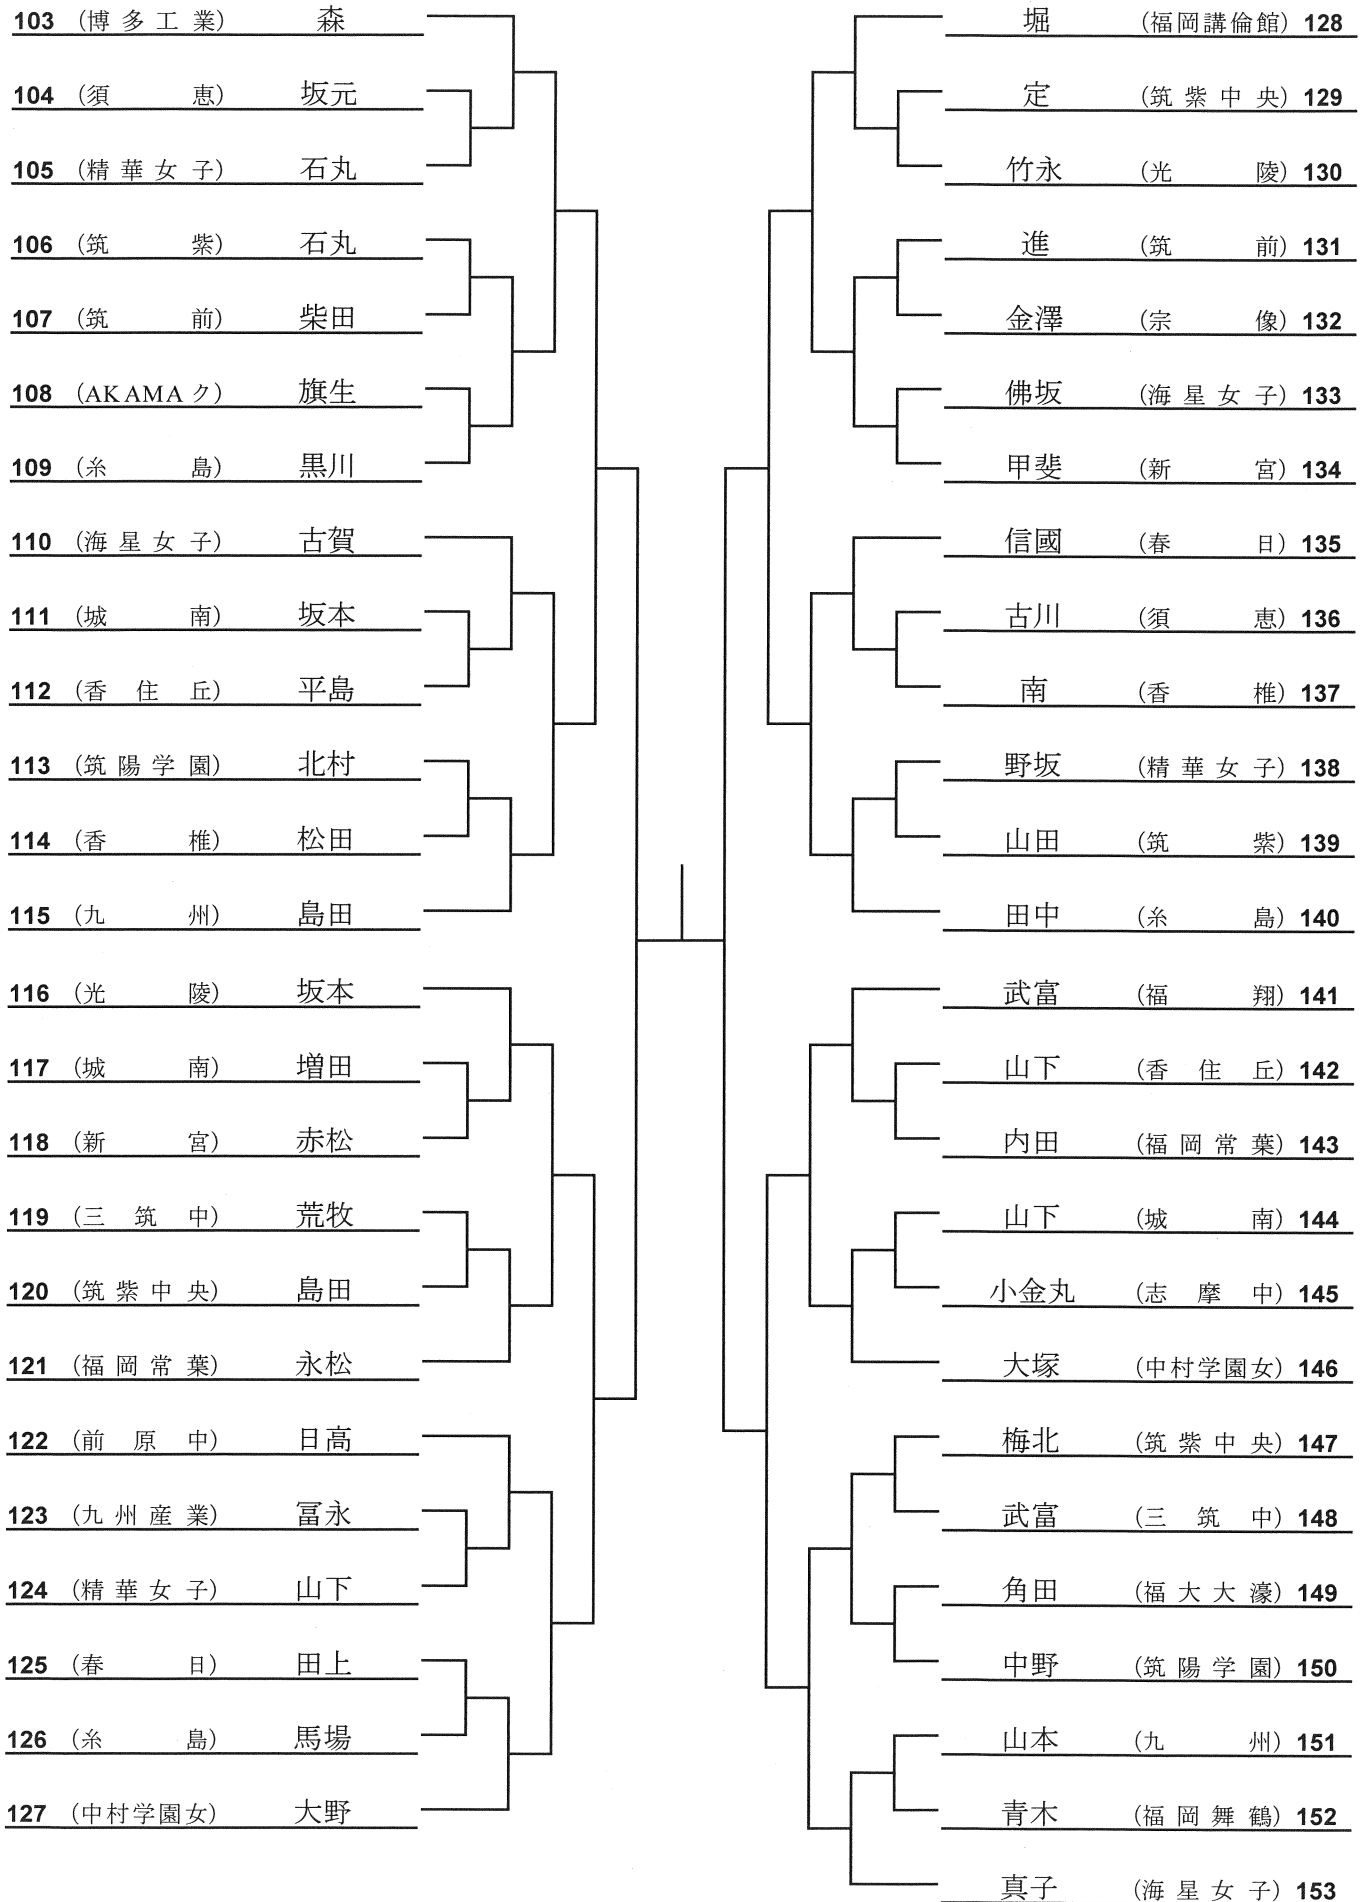 103 (博多工業) 森
104 (須恵) 坂元
105 (精華女子) 石丸
106 (筑紫) 石丸
107 (筑前) 柴田
108 (AKAMAク) 旗生
109 (糸島) 黒川
110 (海星女子) 古賀
111 (城南) 坂本
112 (香住丘) 平島
113 (筑陽学園) 北村
114 (香椎) 松田
115 (九州) 島田
116 (光陵) 坂本
117 (城南) 増田
118 (新宮) 赤松
119 (三筑中) 荒牧
120 (筑紫中央) 島田
121 (福岡常葉) 永松
122 (前原中) 日高
123 (九州産業) 冨永
124 (精華女子) 山下
125 (春日) 田上
126 (糸島) 馬場
127 (中村学園女) 大野
堀 (福岡講倫館) 128
定 (筑紫中央) 129
竹永 (光陵) 130
進 (筑前) 131
金澤 (宗像) 132
佛坂 (海星女子) 133
甲斐 (新宮) 134
信國 (春日) 135
古川 (須恵) 136
南 (香椎) 137
野坂 (精華女子) 138
山田 (筑紫) 139
田中 (糸島) 140
武富 (福翔) 141
山下 (香住丘) 142
内田 (福岡常葉) 143
山下 (城南) 144
小金丸 (志摩中) 145
大塚 (中村学園女) 146
梅北 (筑紫中央) 147
武富 (三筑中) 148
角田 (福大大濠) 149
中野 (筑陽学園) 150
山本 (九州) 151
青木 (福岡舞鶴) 152
真子 (海星女子) 153